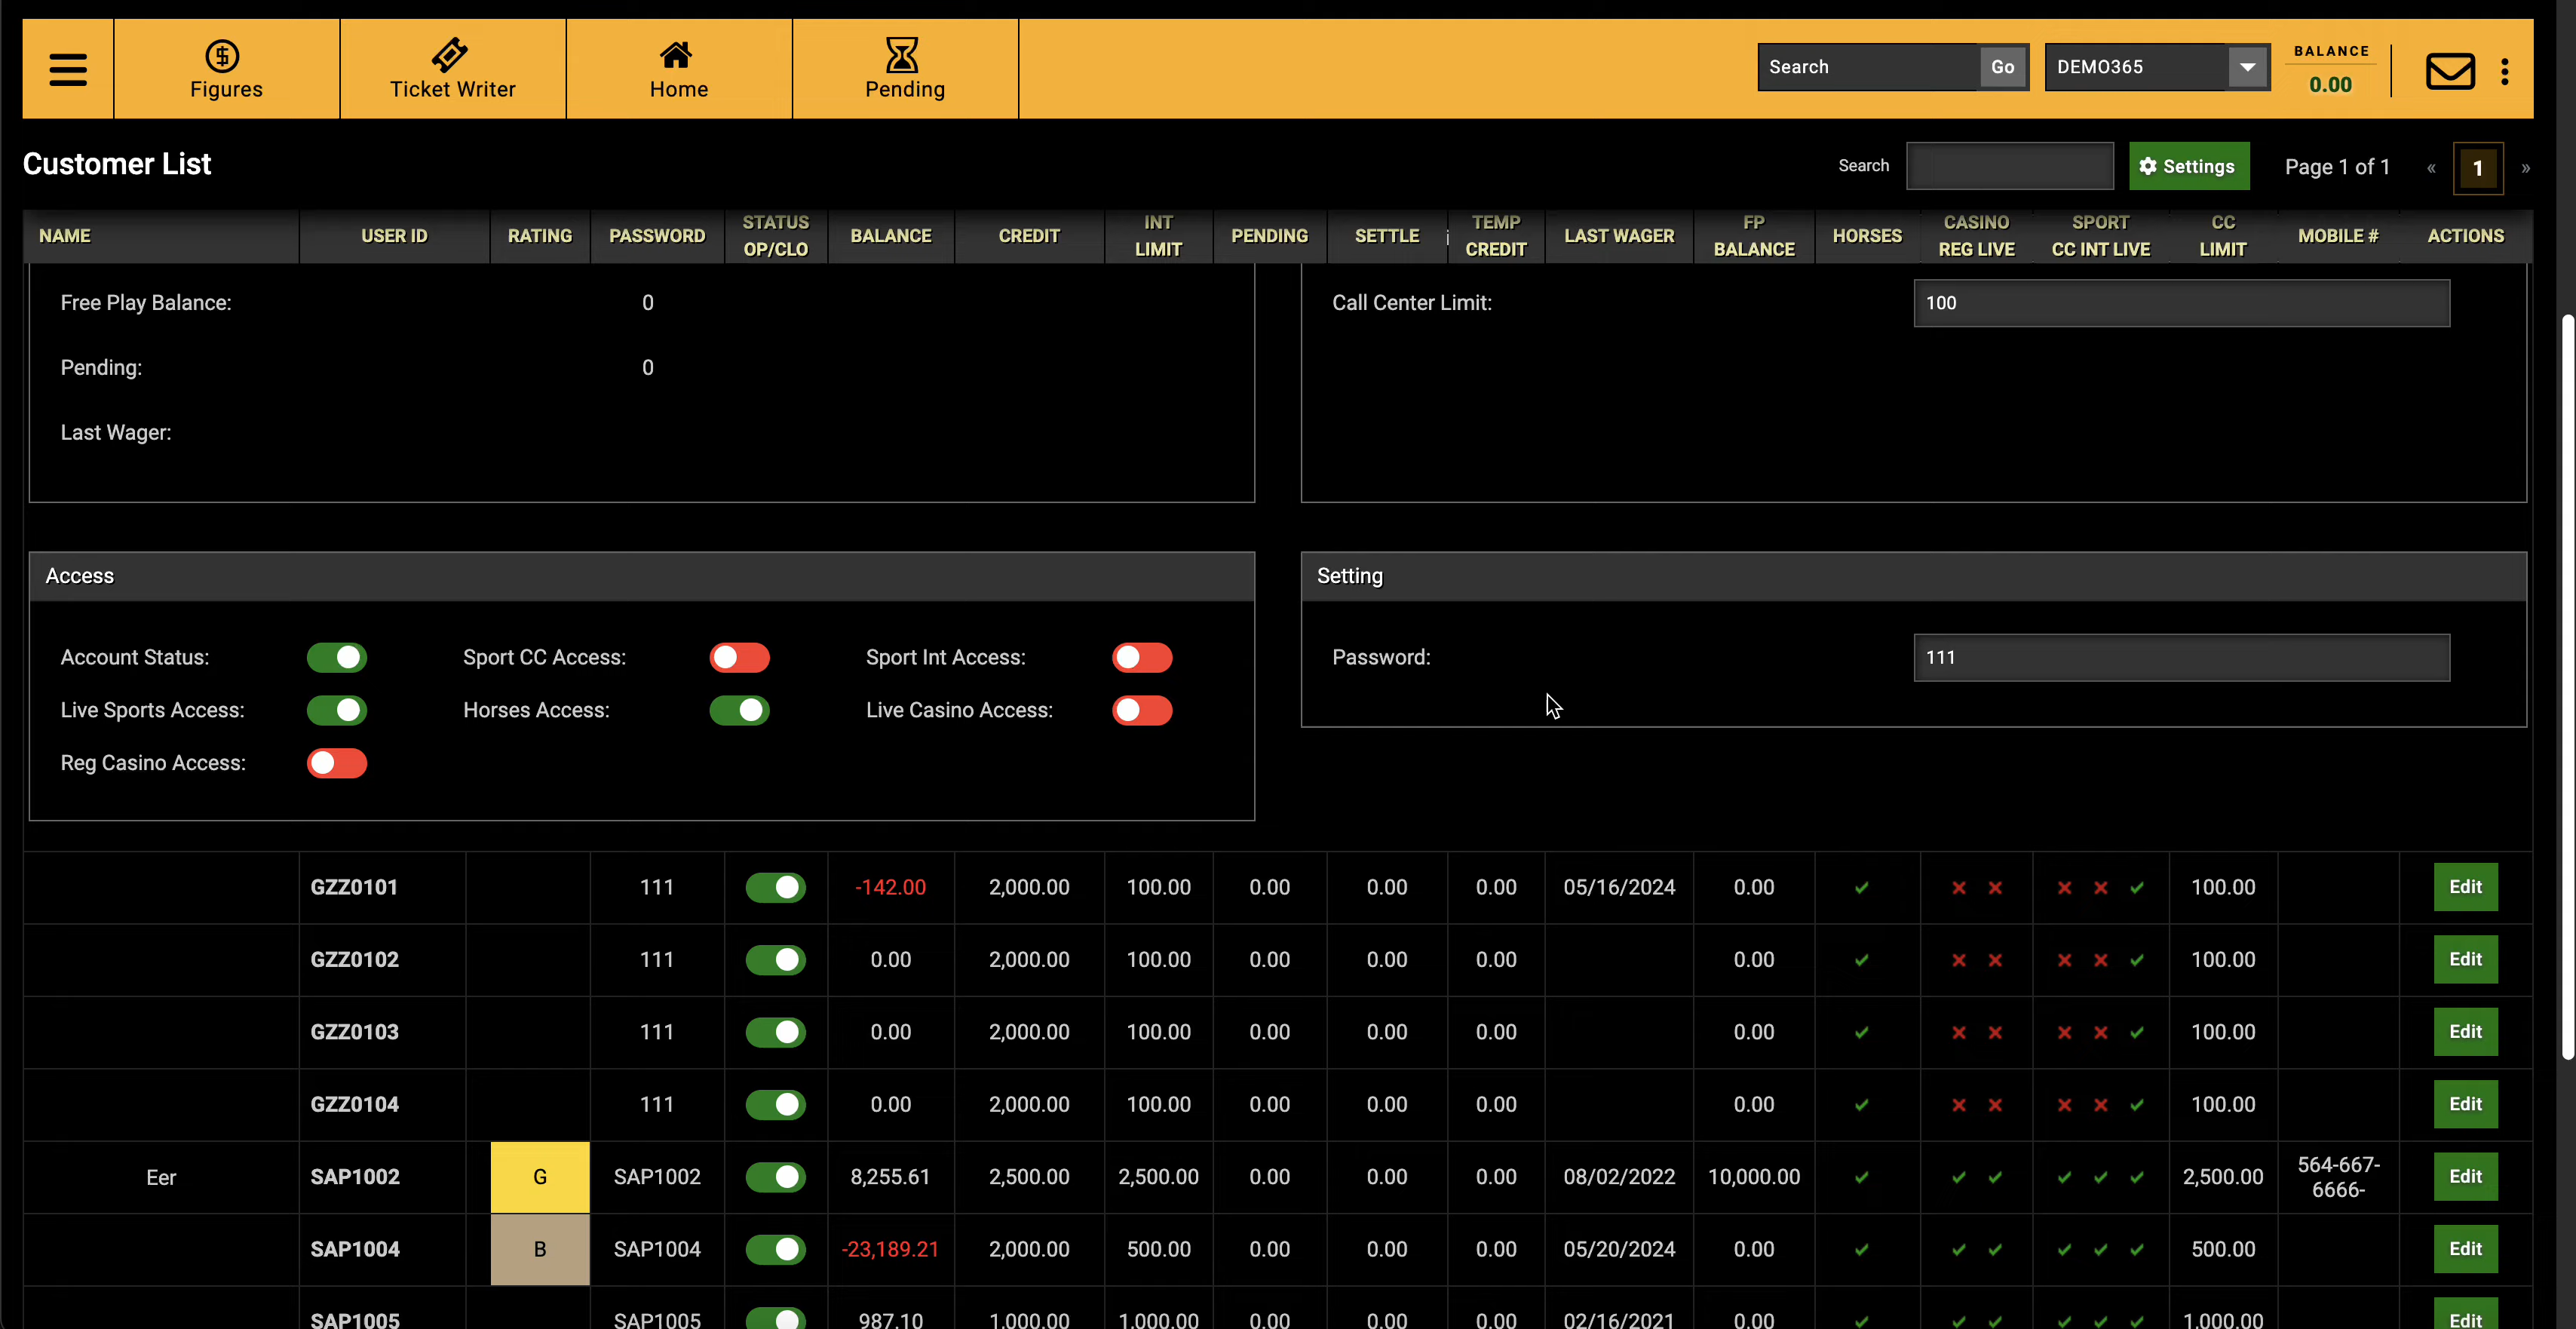 Figures
Ticket Writer
Home
Pending
Search
Go
DEMO365
BALANCE
0.00
Customer List
Search
Settings
Page 1 of 1
«
1
»
NAME
USER ID
RATING
PASSWORD
STATUS
OP/CLO
BALANCE
CREDIT
INT
LIMIT
PENDING
SETTLE
TEMP
CREDIT
LAST WAGER
FP
BALANCE
HORSES
CASINO
REG LIVE
SPORT
CC INT LIVE
CC
LIMIT
MOBILE #
ACTIONS
Free Play Balance: 0
Pending: 0
Last Wager:
Call Center Limit: 100
Access
Account Status: Sport CC Access: Sport Int Access:
Live Sports Access: Horses Access: Live Casino Access:
Reg Casino Access:
Setting
Password: 111
GZZ0101 111 -142.00 2,000.00 100.00 0.00 0.00 0.00 05/16/2024 0.00 100.00 Edit
GZZ0102 111 0.00 2,000.00 100.00 0.00 0.00 0.00 0.00 100.00 Edit
GZZ0103 111 0.00 2,000.00 100.00 0.00 0.00 0.00 0.00 100.00 Edit
GZZ0104 111 0.00 2,000.00 100.00 0.00 0.00 0.00 0.00 100.00 Edit
Eer SAP1002 G SAP1002 8,255.61 2,500.00 2,500.00 0.00 0.00 0.00 08/02/2022 10,000.00 2,500.00 564-667-
6666- Edit
SAP1004 B SAP1004 -23,189.21 2,000.00 500.00 0.00 0.00 0.00 05/20/2024 0.00 500.00 Edit
SAP1005 SAP1005 987.10 1,000.00 1,000.00 0.00 0.00 0.00 02/16/2021 0.00 1,000.00 Edit